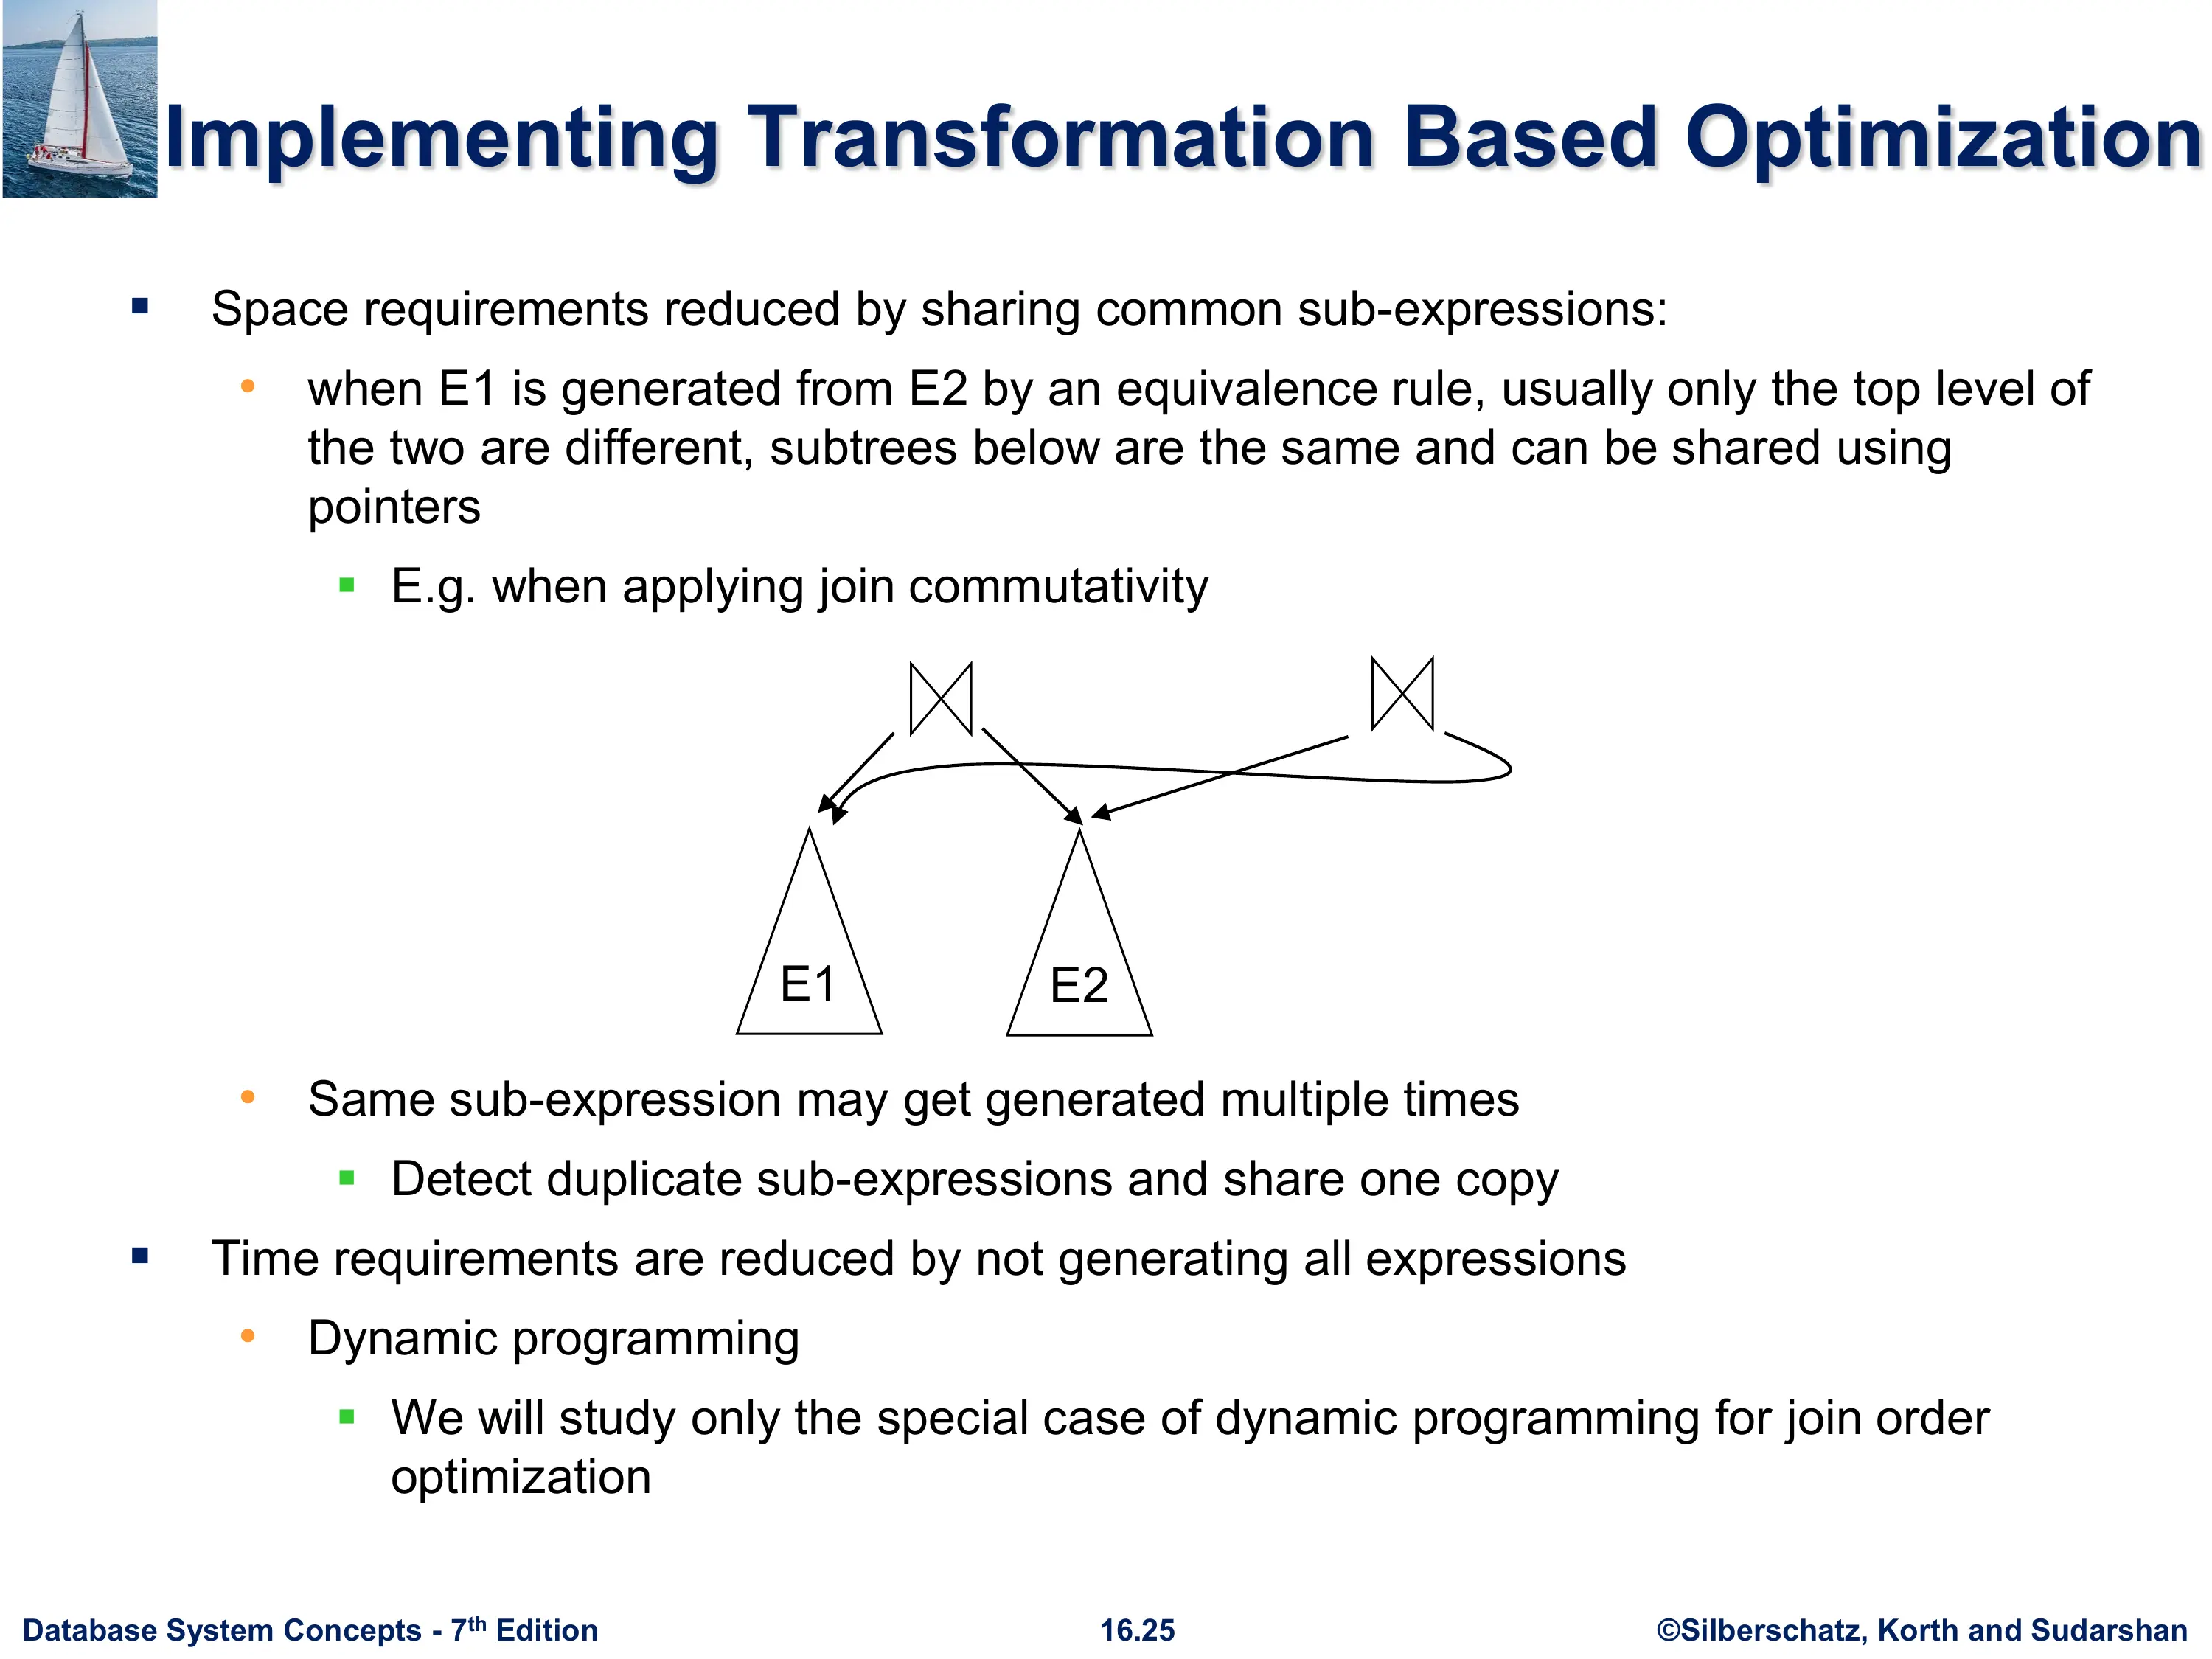 Implementing Transformation Based Optimization
▪ Space requirements reduced by sharing common sub-expressions:
• when E1 is generated from E2 by an equivalence rule, usually only the top level of
the two are different, subtrees below are the same and can be shared using
pointers
▪ E.g. when applying join commutativity
E1 E2
• Same sub-expression may get generated multiple times
▪ Detect duplicate sub-expressions and share one copy
▪ Time requirements are reduced by not generating all expressions
• Dynamic programming
▪ We will study only the special case of dynamic programming for join order
optimization
Database System Concepts - 7th Edition 16.25 ©Silberschatz, Korth and Sudarshan